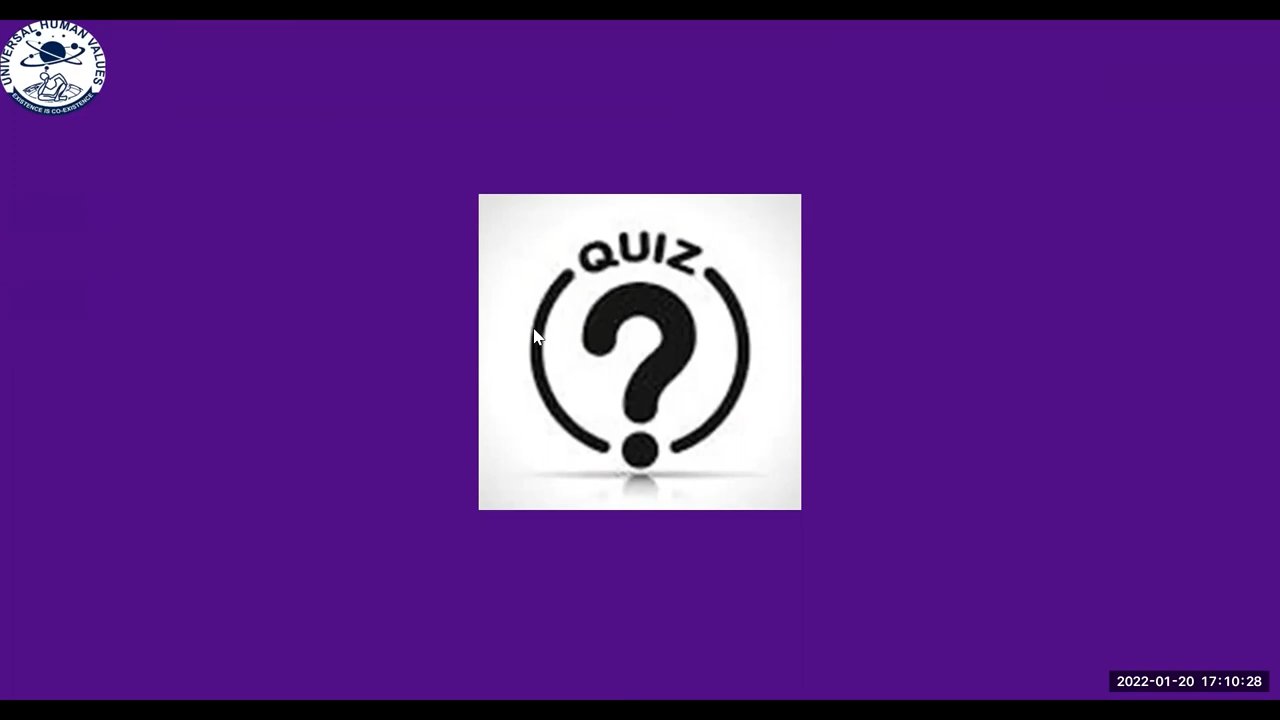 UNIVERSAL HUMAN VALUES
EXISTENCE IS CO-EXISTENCE
QUIZ
?
2022-01-20 17:10:28